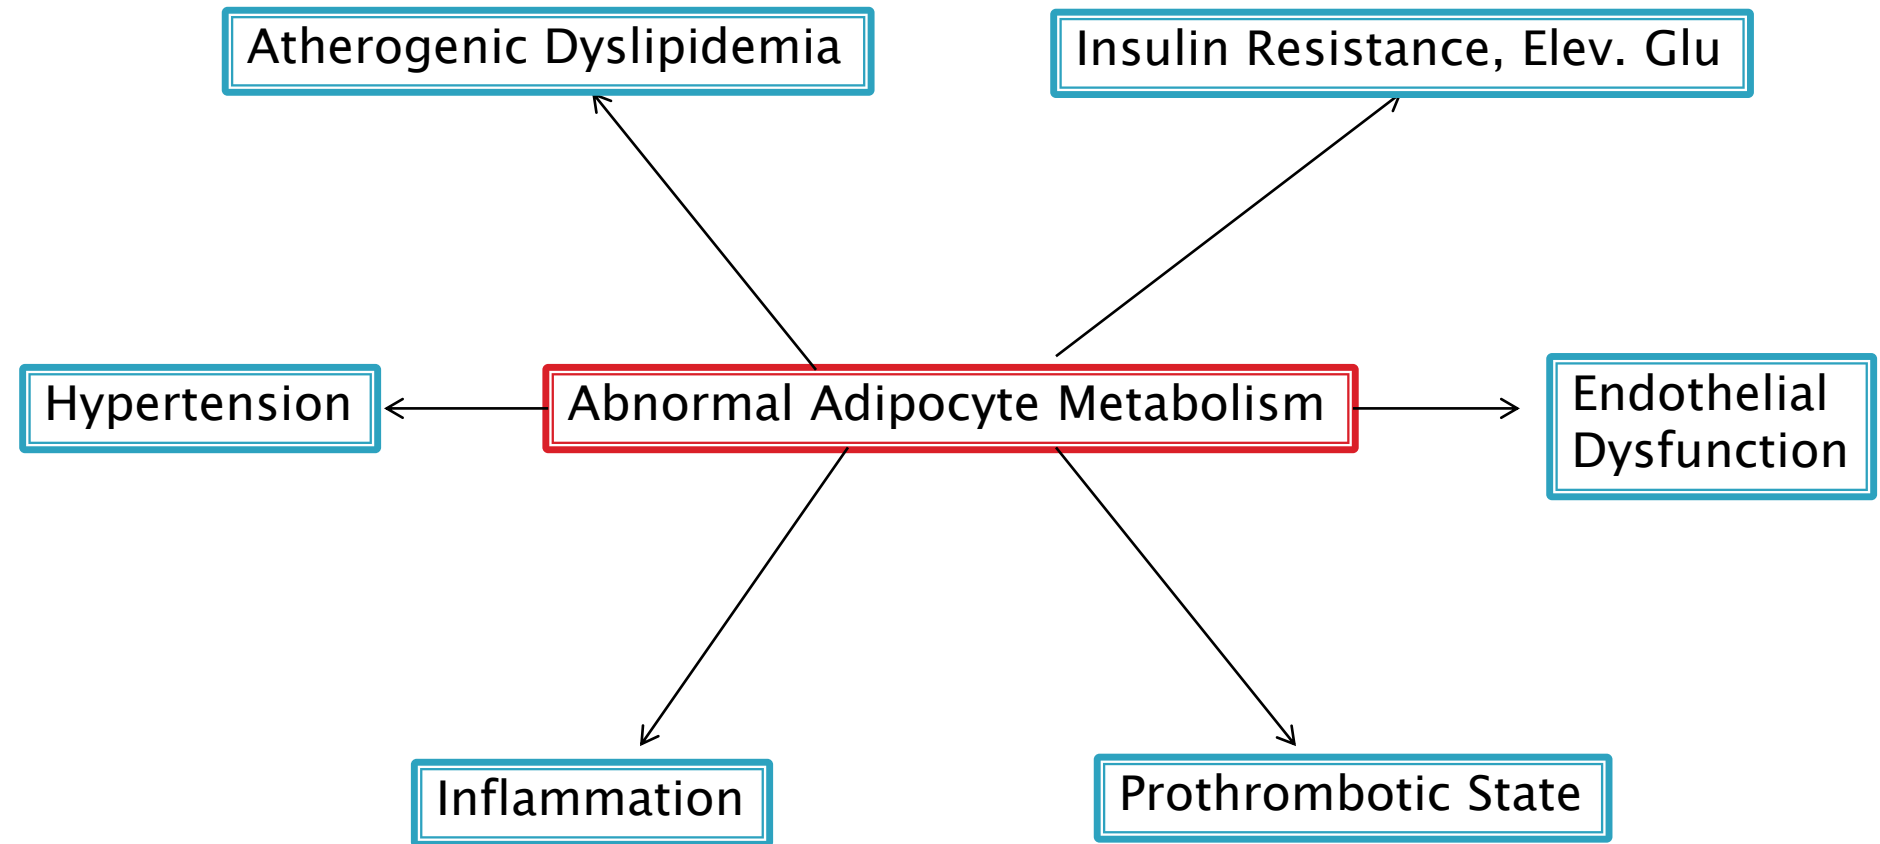 Atherogenic Dyslipidemia
Insulin Resistance, Elev. Glu
Hypertension
Abnormal Adipocyte Metabolism
Endothelial
Dysfunction
Inflammation
Prothrombotic State